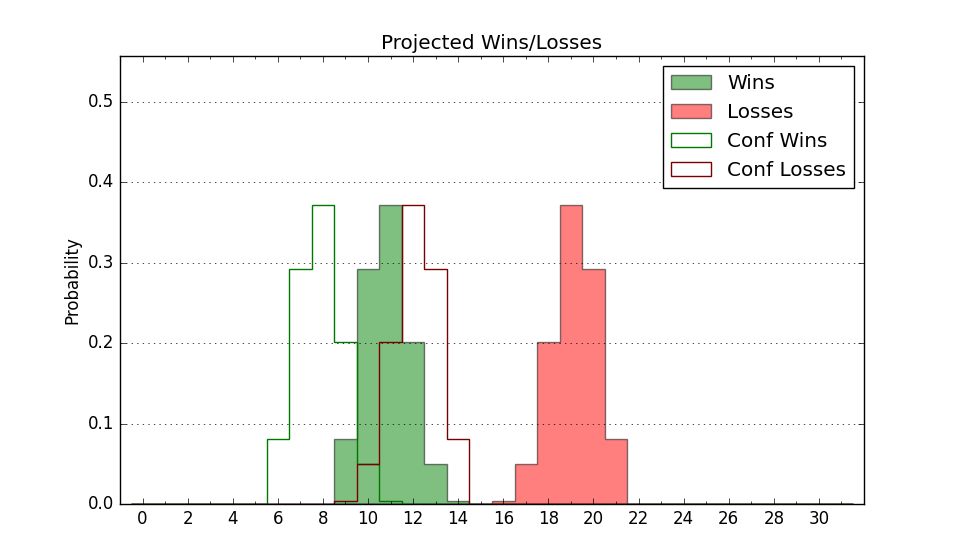 Projected Wins/Losses
Wins
Losses
Conf Wins
Conf Losses
Probability
0.5
0.4
0.3
0.2
0.1
0.0
0 2 4 6 8 10 12 14 16 18 20 22 24 26 28 30